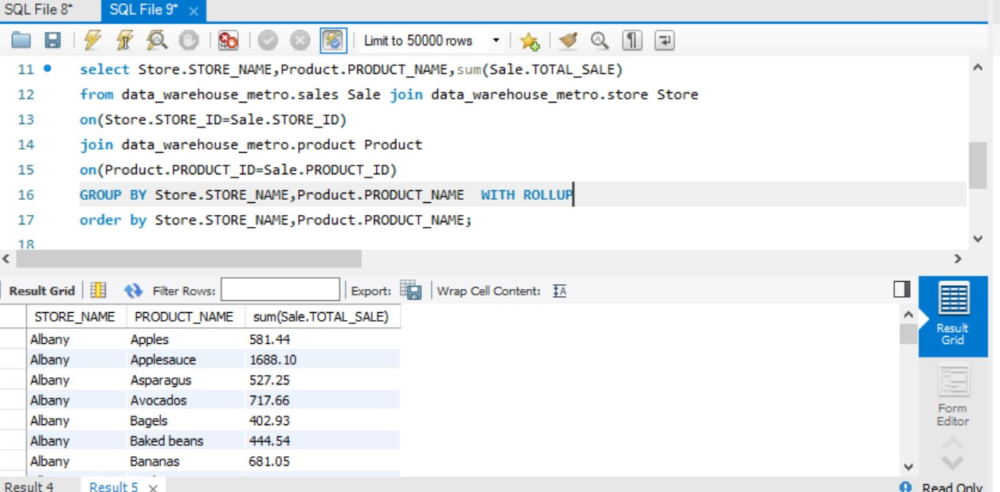 SQL File 8* SQL File 9*
Limit to 50000 rows
11 select Store.STORE_NAME,Product.PRODUCT_NAME,sum(Sale.TOTAL_SALE)
12 from data_warehouse_metro.sales Sale join data_warehouse_metro.store Store
13 on(Store.STORE_ID=Sale.STORE_ID)
14 join data_warehouse_metro.product Product
15 on(Product.PRODUCT_ID=Sale.PRODUCT_ID)
16 GROUP BY Store.STORE_NAME,Product.PRODUCT_NAME  WITH ROLLUP
17 order by Store.STORE_NAME,Product.PRODUCT_NAME;
18
Result Grid Filter Rows: Export: Wrap Cell Content: IA
STORE_NAME PRODUCT_NAME sum(Sale.TOTAL_SALE)
Albany Apples 581.44
Albany Applesauce 1688.10
Albany Asparagus 527.25
Albany Avocados 717.66
Albany Bagels 402.93
Albany Baked beans 444.54
Albany Bananas 681.05
Result
Grid
Form
Editor
Result 4 Result 5 Read Only